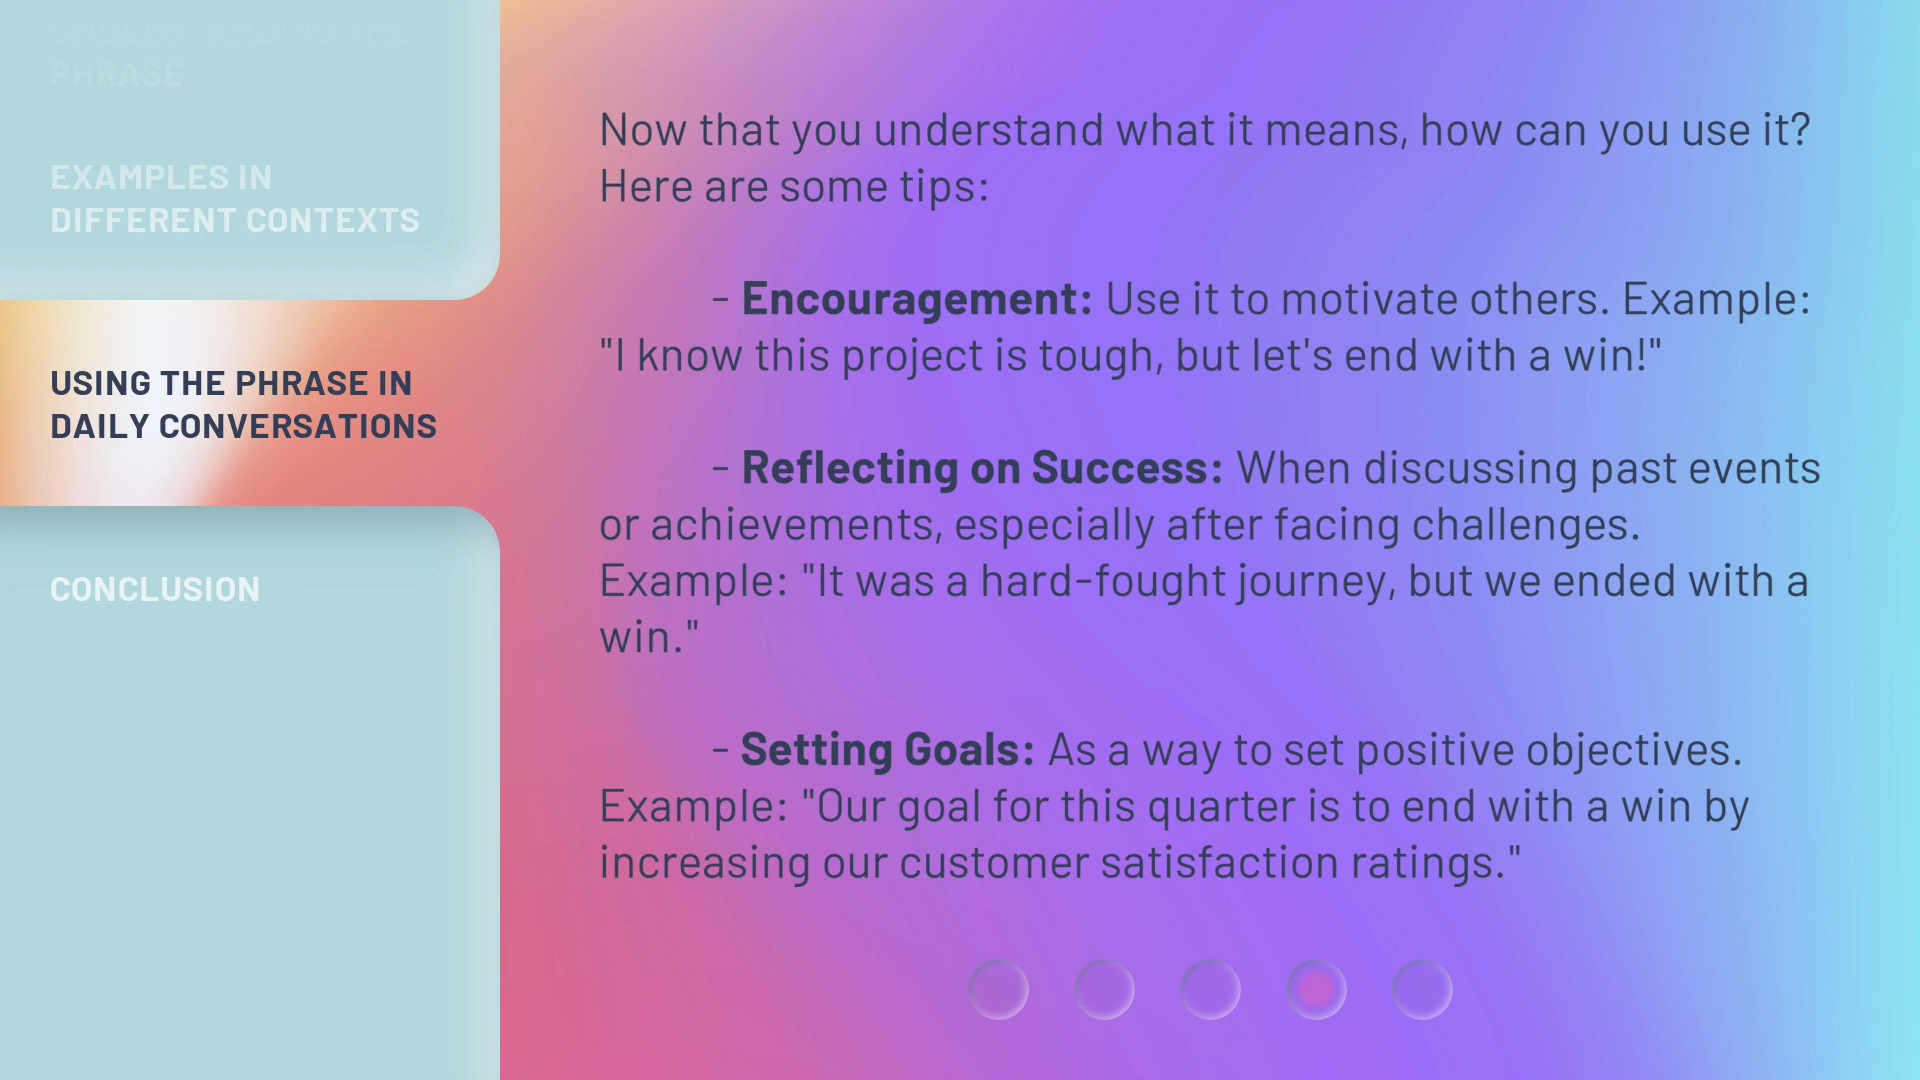 UNDERSTANDING THE
PHRASE
EXAMPLES IN
DIFFERENT CONTEXTS
USING THE PHRASE IN
DAILY CONVERSATIONS
CONCLUSION
Now that you understand what it means, how can you use it?
Here are some tips:
- Encouragement: Use it to motivate others. Example:
"I know this project is tough, but let's end with a win!"
- Reflecting on Success: When discussing past events
or achievements, especially after facing challenges.
Example: "It was a hard-fought journey, but we ended with a
win."
- Setting Goals: As a way to set positive objectives.
Example: "Our goal for this quarter is to end with a win by
increasing our customer satisfaction ratings."